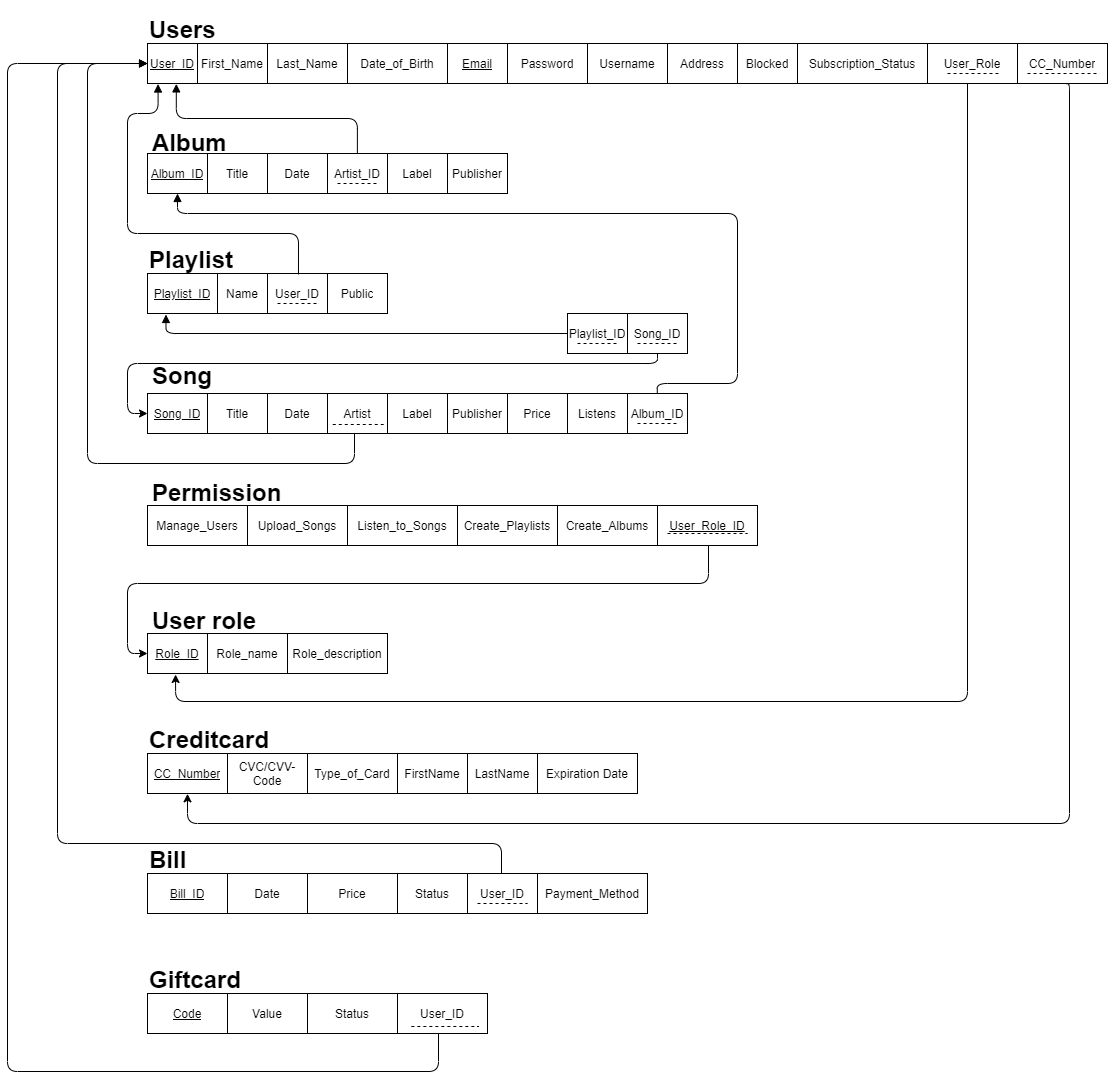 Users
User_ID First_Name Last_Name Date_of_Birth Email Password Username Address Blocked Subscription_Status User_Role CC_Number
Album
Album_ID Title Date Artist_ID Label Publisher
Playlist
Playlist_ID Name User_ID Public
Playlist_ID Song_ID
Song
Song_ID Title Date Artist Label Publisher Price Listens Album_ID
Permission
Manage_Users Upload_Songs Listen_to_Songs Create_Playlists Create_Albums User_Role_ID
User role
Role_ID Role_name Role_description
Creditcard
CC_Number CVC/CVV-
Code Type_of_Card FirstName LastName Expiration Date
Bill
Bill_ID Date Price Status User_ID Payment_Method
Giftcard
Code Value Status User_ID